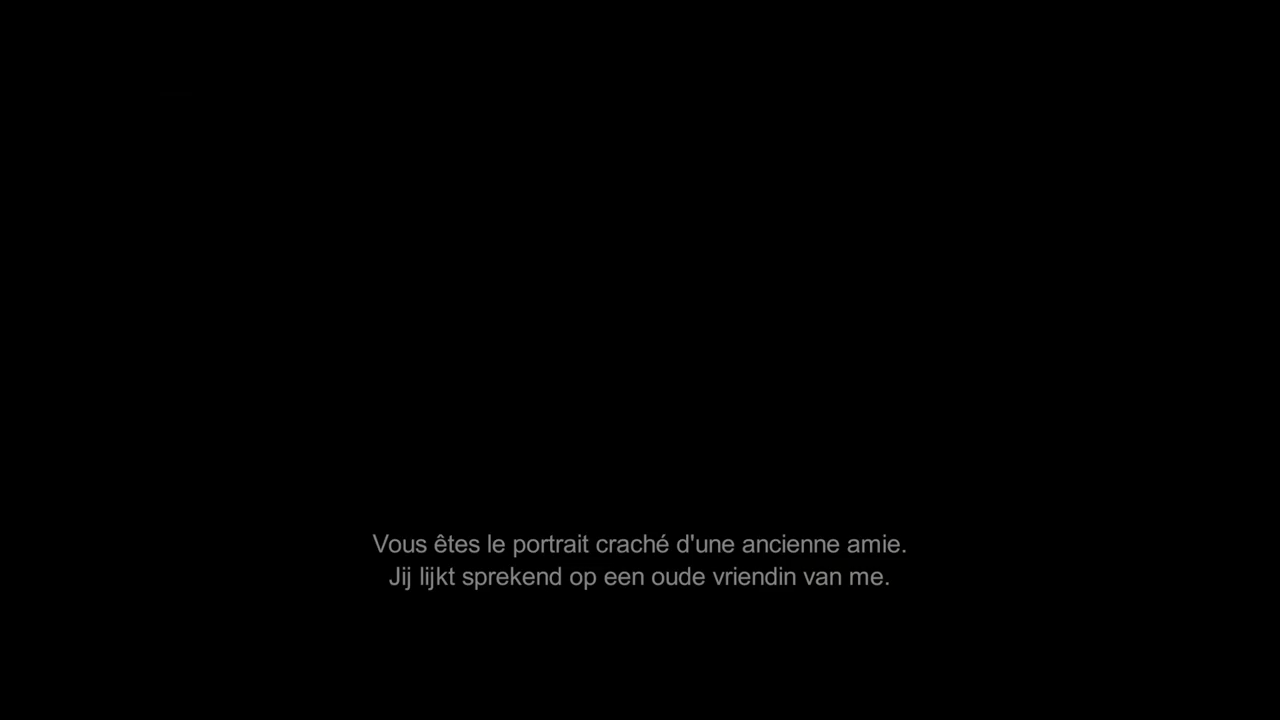 Vous êtes le portrait craché d'une ancienne amie.
Jij lijkt sprekend op een oude vriendin van me.